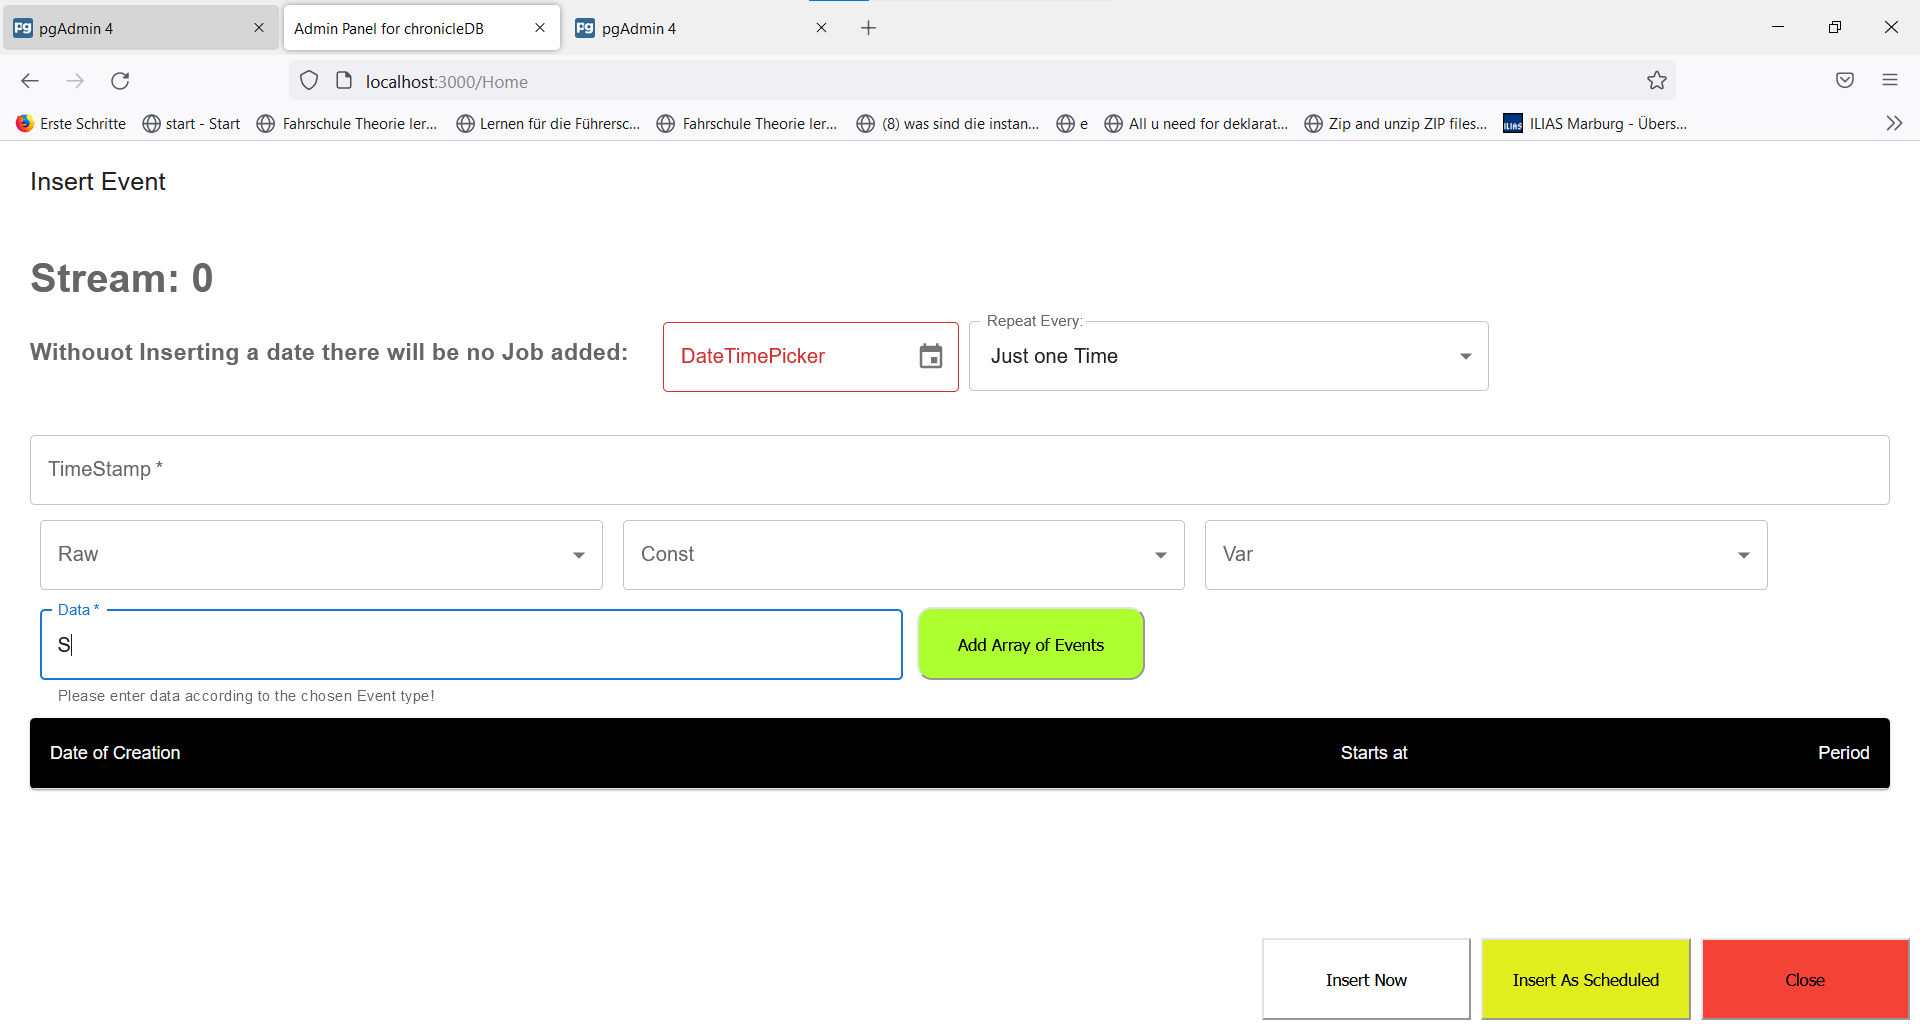 pgAdmin 4
Admin Panel for chronicleDB
pgAdmin 4
localhost:3000/Home
Erste Schritte
start - Start
Fahrschule Theorie ler...
Lernen für die Führersc...
Fahrschule Theorie ler...
(8) was sind die instan...
e
All u need for deklarat...
Zip and unzip ZIP files...
ILIAS Marburg - Übers...
Insert Event
Stream: 0
Withouot Inserting a date there will be no Job added:
DateTimePicker
Repeat Every:
Just one Time
TimeStamp *
Raw
Const
Var
Data *
S
Add Array of Events
Please enter data according to the chosen Event type!
Date of Creation
Starts at
Period
Insert Now
Insert As Scheduled
Close